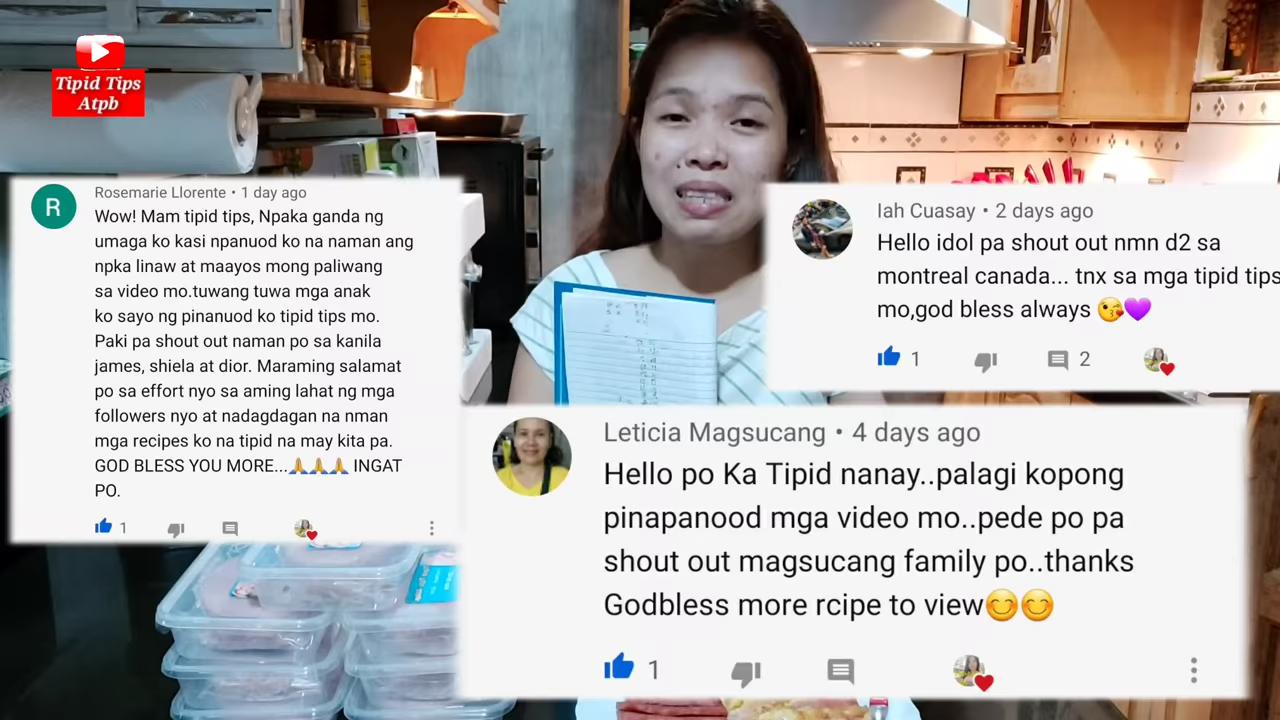 Tipid Tips
Atpb
Rosemarie Llorente • 1 day ago
Wow! Mam tipid tips, Npaka ganda ng
umaga ko kasi npanuod ko na naman ang
npka linaw at maayos mong paliwang
sa video mo.tuwang tuwa mga anak
ko sayo ng pinanuod ko tipid tips mo.
Paki pa shout out naman po sa kanila
james, shiela at dior. Maraming salamat
po sa effort nyo sa aming lahat ng mga
followers nyo at nadagdagan na nman
mga recipes ko na tipid na may kita pa.
GOD BLESS YOU MORE...🙏🙏🙏 INGAT
PO.
1
R
Iah Cuasay • 2 days ago
Hello idol pa shout out nmn d2 sa
montreal canada... tnx sa mga tipid tips
mo,god bless always 😘💜
1 2
Leticia Magsucang • 4 days ago
Hello po Ka Tipid nanay..palagi kopong
pinapanood mga video mo..pede po pa
shout out magsucang family po..thanks
Godbless more rcipe to view😊😊
1